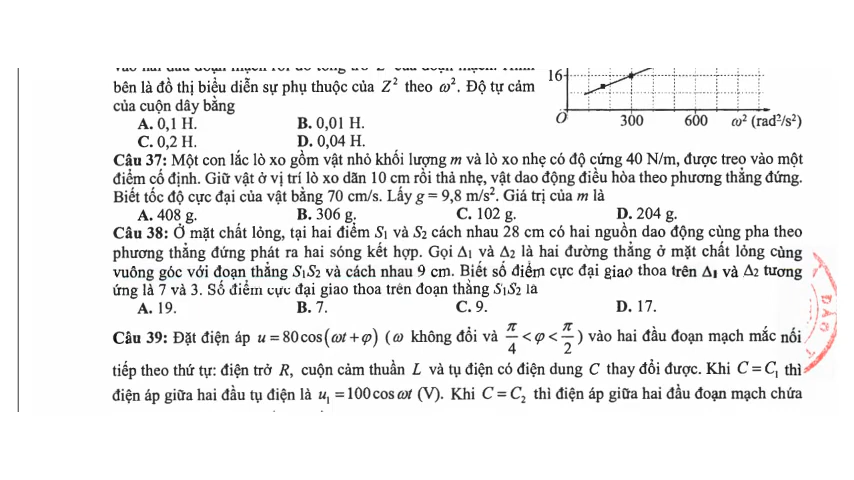 bên là đồ thị biểu diễn sự phụ thuộc của Z² theo ω². Độ tự cảm
của cuộn dây bằng
A. 0,1 H. B. 0,01 H.
C. 0,2 H. D. 0,04 H.
16
O 300 600 ω² (rad²/s²)
Câu 37: Một con lắc lò xo gồm vật nhỏ khối lượng m và lò xo nhẹ có độ cứng 40 N/m, được treo vào một
điểm cố định. Giữ vật ở vị trí lò xo dãn 10 cm rồi thả nhẹ, vật dao động điều hòa theo phương thẳng đứng.
Biết tốc độ cực đại của vật bằng 70 cm/s. Lấy g = 9,8 m/s². Giá trị của m là
A. 408 g. B. 306 g. C. 102 g. D. 204 g.
Câu 38: Ở mặt chất lỏng, tại hai điểm S₁ và S₂ cách nhau 28 cm có hai nguồn dao động cùng pha theo
phương thẳng đứng phát ra hai sóng kết hợp. Gọi Δ₁ và Δ₂ là hai đường thẳng ở mặt chất lỏng cùng
vuông góc với đoạn thẳng S₁S₂ và cách nhau 9 cm. Biết số điểm cực đại giao thoa trên Δ₁ và Δ₂ tương
ứng là 7 và 3. Số điểm cực đại giao thoa trên đoạn thẳng S₁S₂ là
A. 19. B. 7. C. 9. D. 17.
Câu 39: Đặt điện áp u = 80cos(ωt + φ) (ω không đổi và π/4 < φ < π/2) vào hai đầu đoạn mạch mắc nối
tiếp theo thứ tự: điện trở R, cuộn cảm thuần L và tụ điện có điện dung C thay đổi được. Khi C = C₁ thì
điện áp giữa hai đầu tụ điện là u₁ = 100cosωt (V). Khi C = C₂ thì điện áp giữa hai đầu đoạn mạch chứa